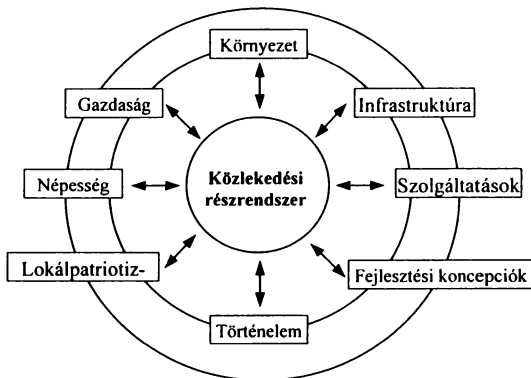 Környezet
Gazdaság
Infrastruktúra
Népesség
Közlekedési
részrendszer
Szolgáltatások
Lokálpatriotiz-
Fejlesztési koncepciók
Történelem